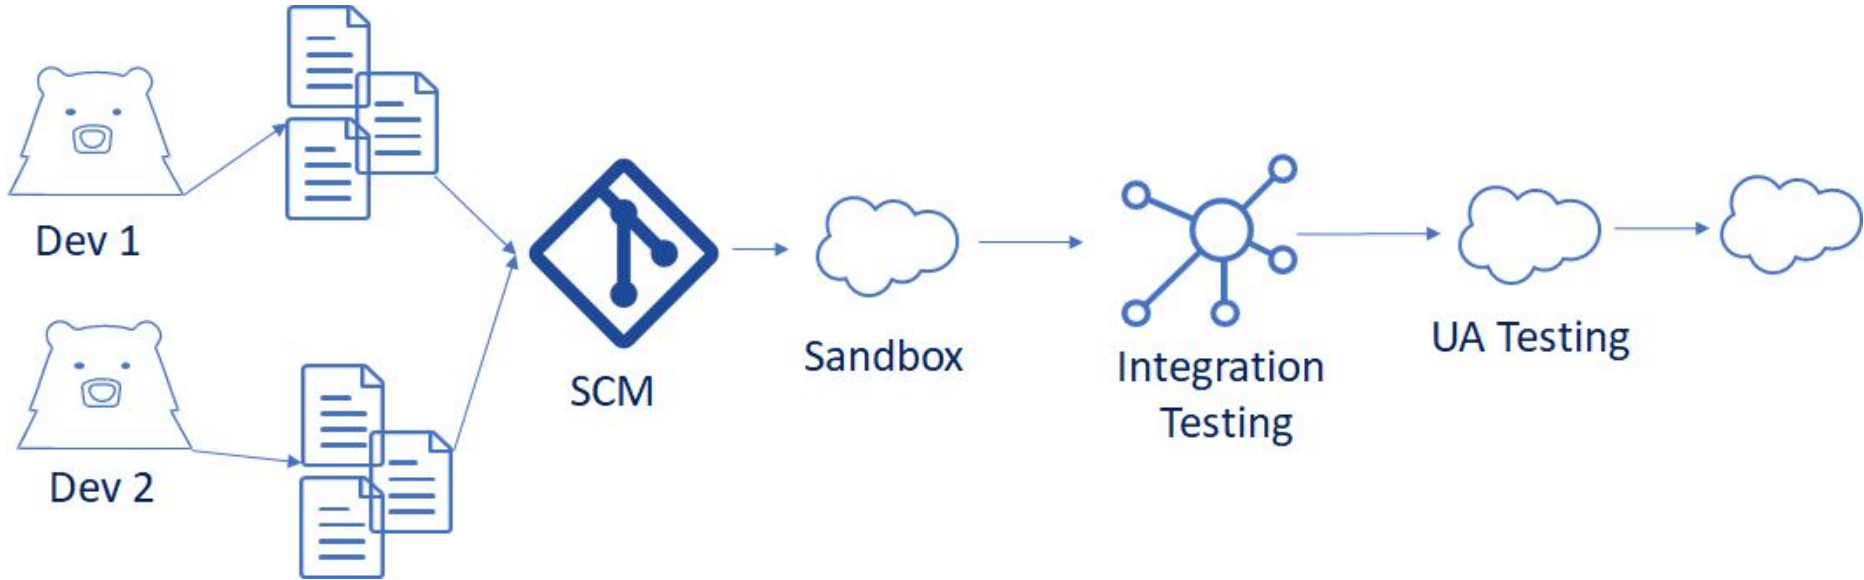 Dev 1
Dev 2
SCM
Sandbox
Integration
Testing
UA Testing